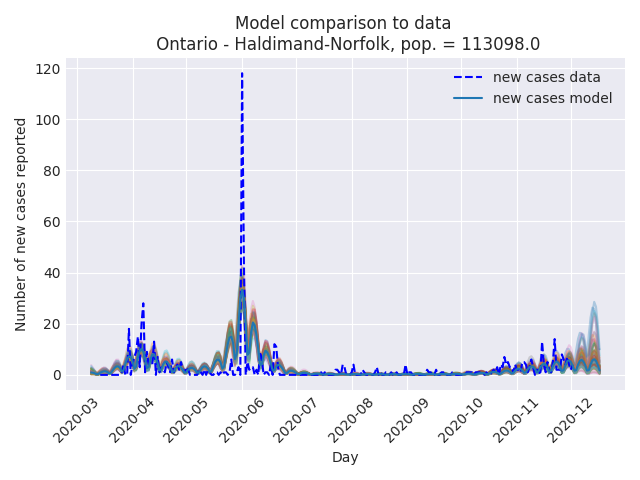 Model comparison to data
Ontario - Haldimand-Norfolk, pop. = 113098.0
new cases data
new cases model
Number of new cases reported
120
100
80
60
40
20
0
2020-03
2020-04
2020-05
2020-06
2020-07
2020-08
2020-09
2020-10
2020-11
2020-12
Day